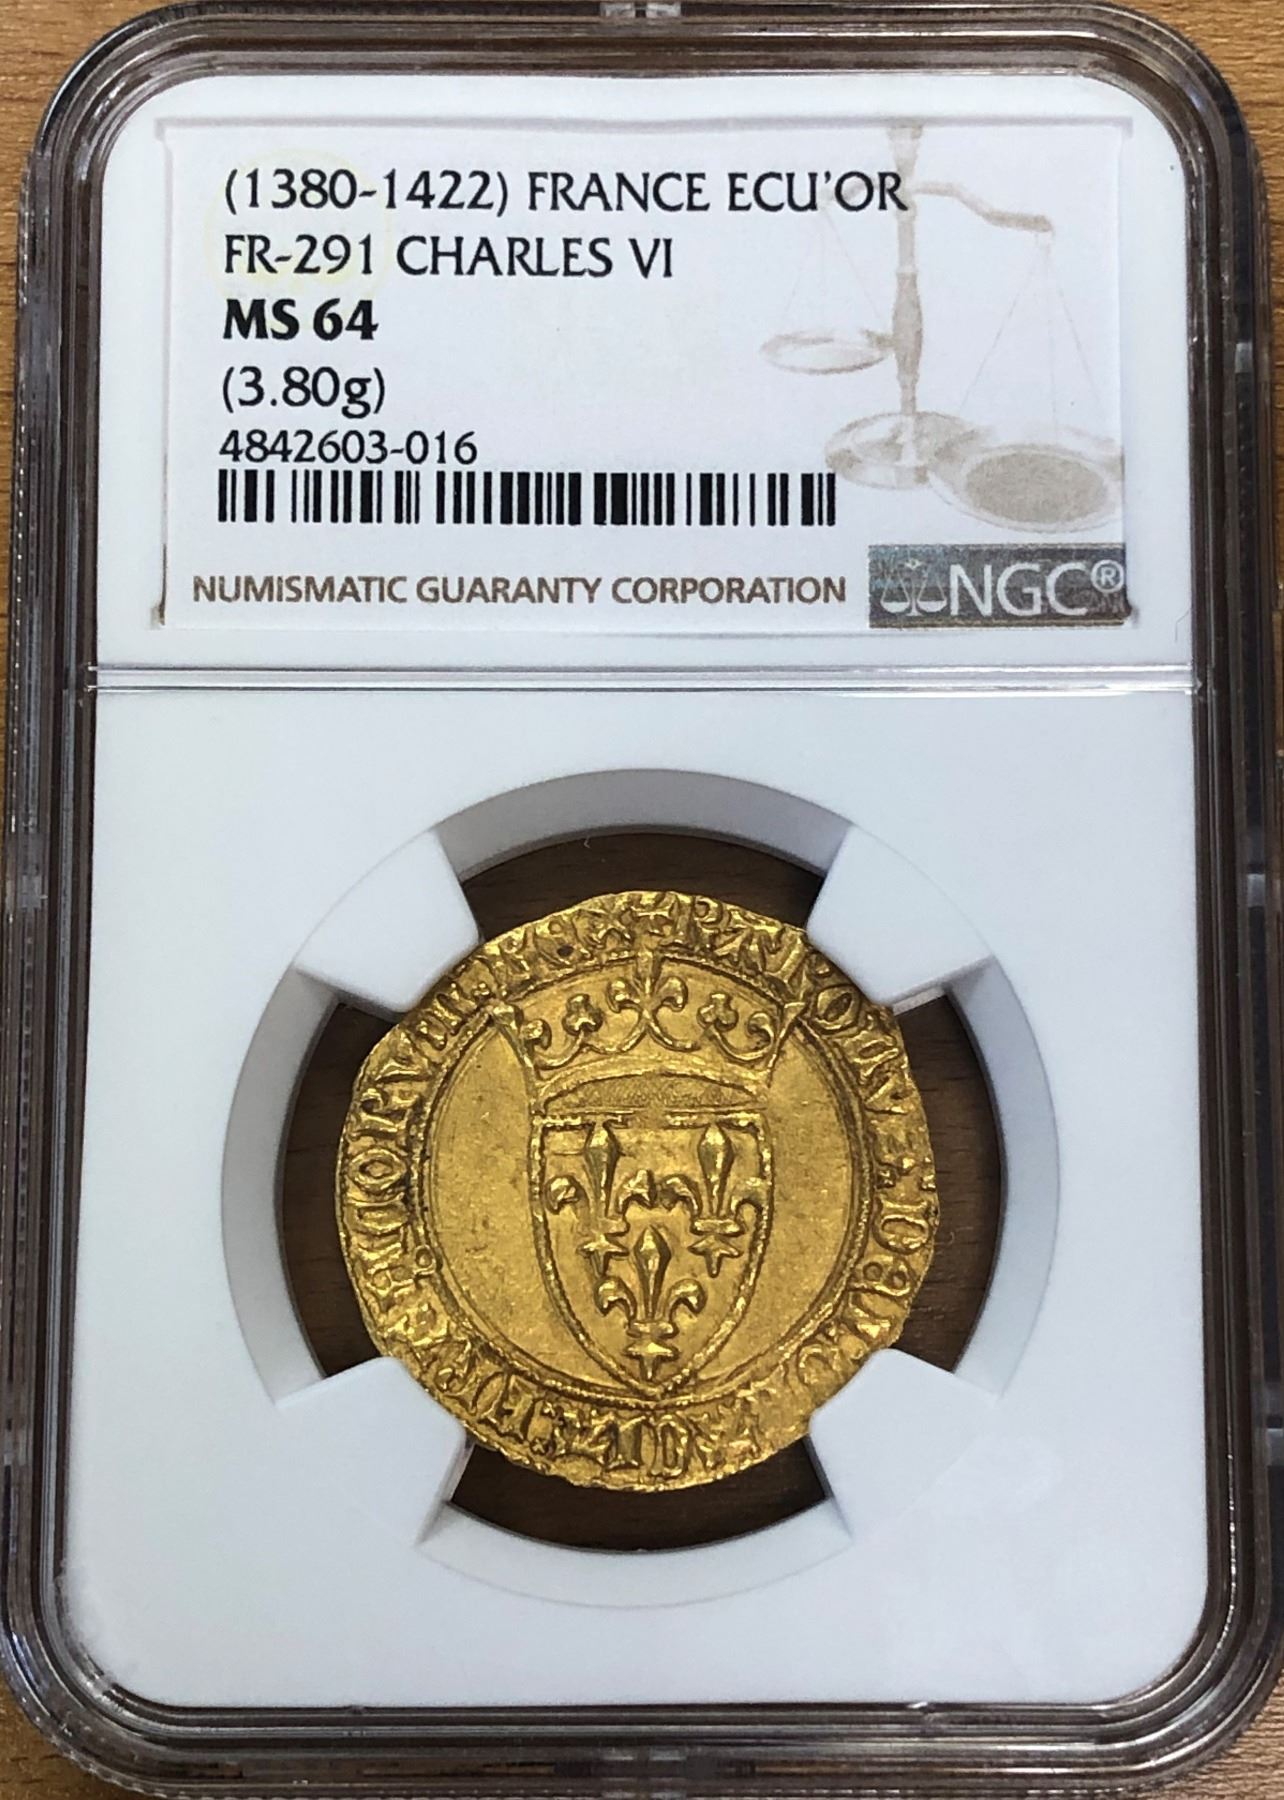 (1380-1422) FRANCE ECU'OR
FR-291 CHARLES VI
MS 64
(3.80g)
4842603-016
NUMISMATIC GUARANTY CORPORATION
NGC®